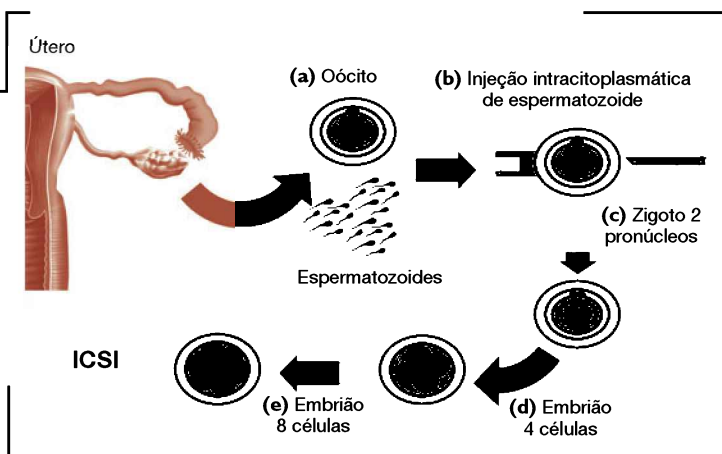 Útero
(a) Oócito
(b) Injeção intracitoplasmática
de espermatozoide
(c) Zigoto 2
pronúcleos
Espermatozoides
ICSI
(d) Embrião
4 células
(e) Embrião
8 células